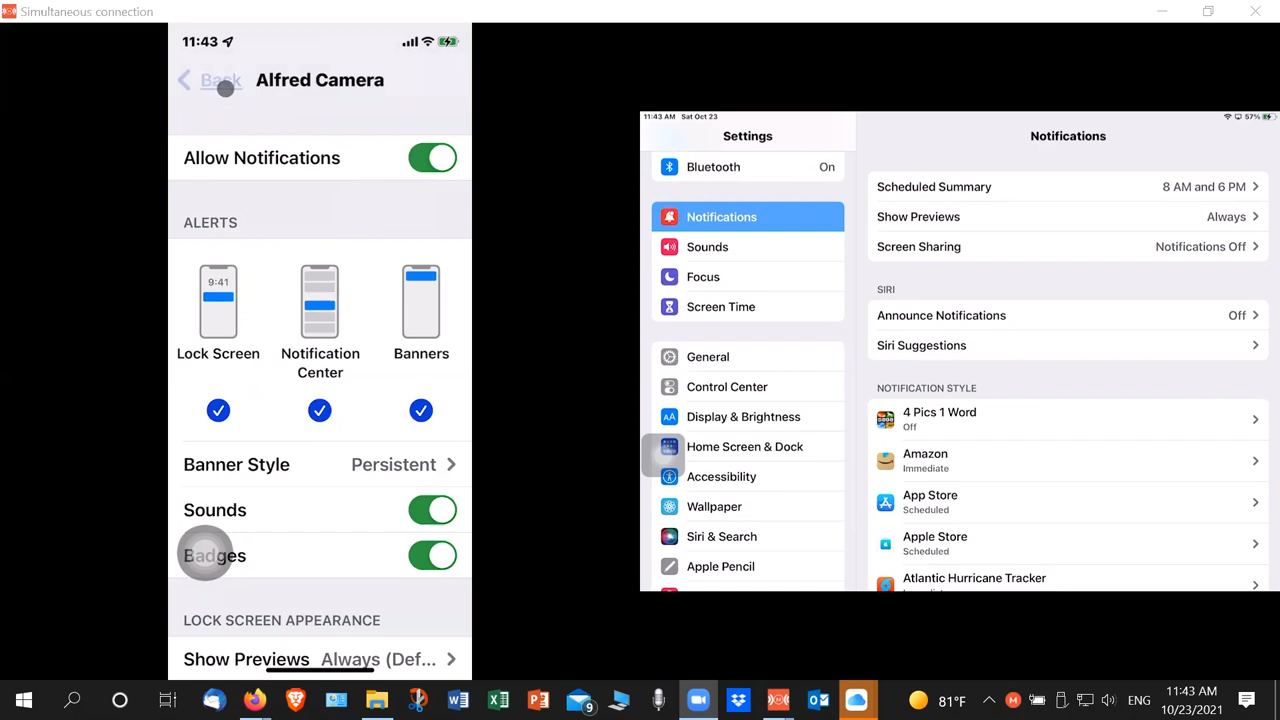 Simultaneous connection
11:43
Back
Alfred Camera
Allow Notifications
ALERTS
9:41
Lock Screen
Notification
Center
Banners
Banner Style
Persistent
Sounds
Badges
LOCK SCREEN APPEARANCE
Show Previews
Always (Def...
11:43 AM Sat Oct 23
57%
Settings
Bluetooth
On
Notifications
Sounds
Focus
Screen Time
General
Control Center
AA
Display & Brightness
Home Screen & Dock
Accessibility
Wallpaper
Siri & Search
Apple Pencil
Notifications
Scheduled Summary
8 AM and 6 PM
Show Previews
Always
Screen Sharing
Notifications Off
SIRI
Announce Notifications
Off
Siri Suggestions
NOTIFICATION STYLE
4 Pics 1 Word
Off
Amazon
Immediate
App Store
Scheduled
Apple Store
Scheduled
Atlantic Hurricane Tracker
9
81°F
ENG
11:43 AM
10/23/2021